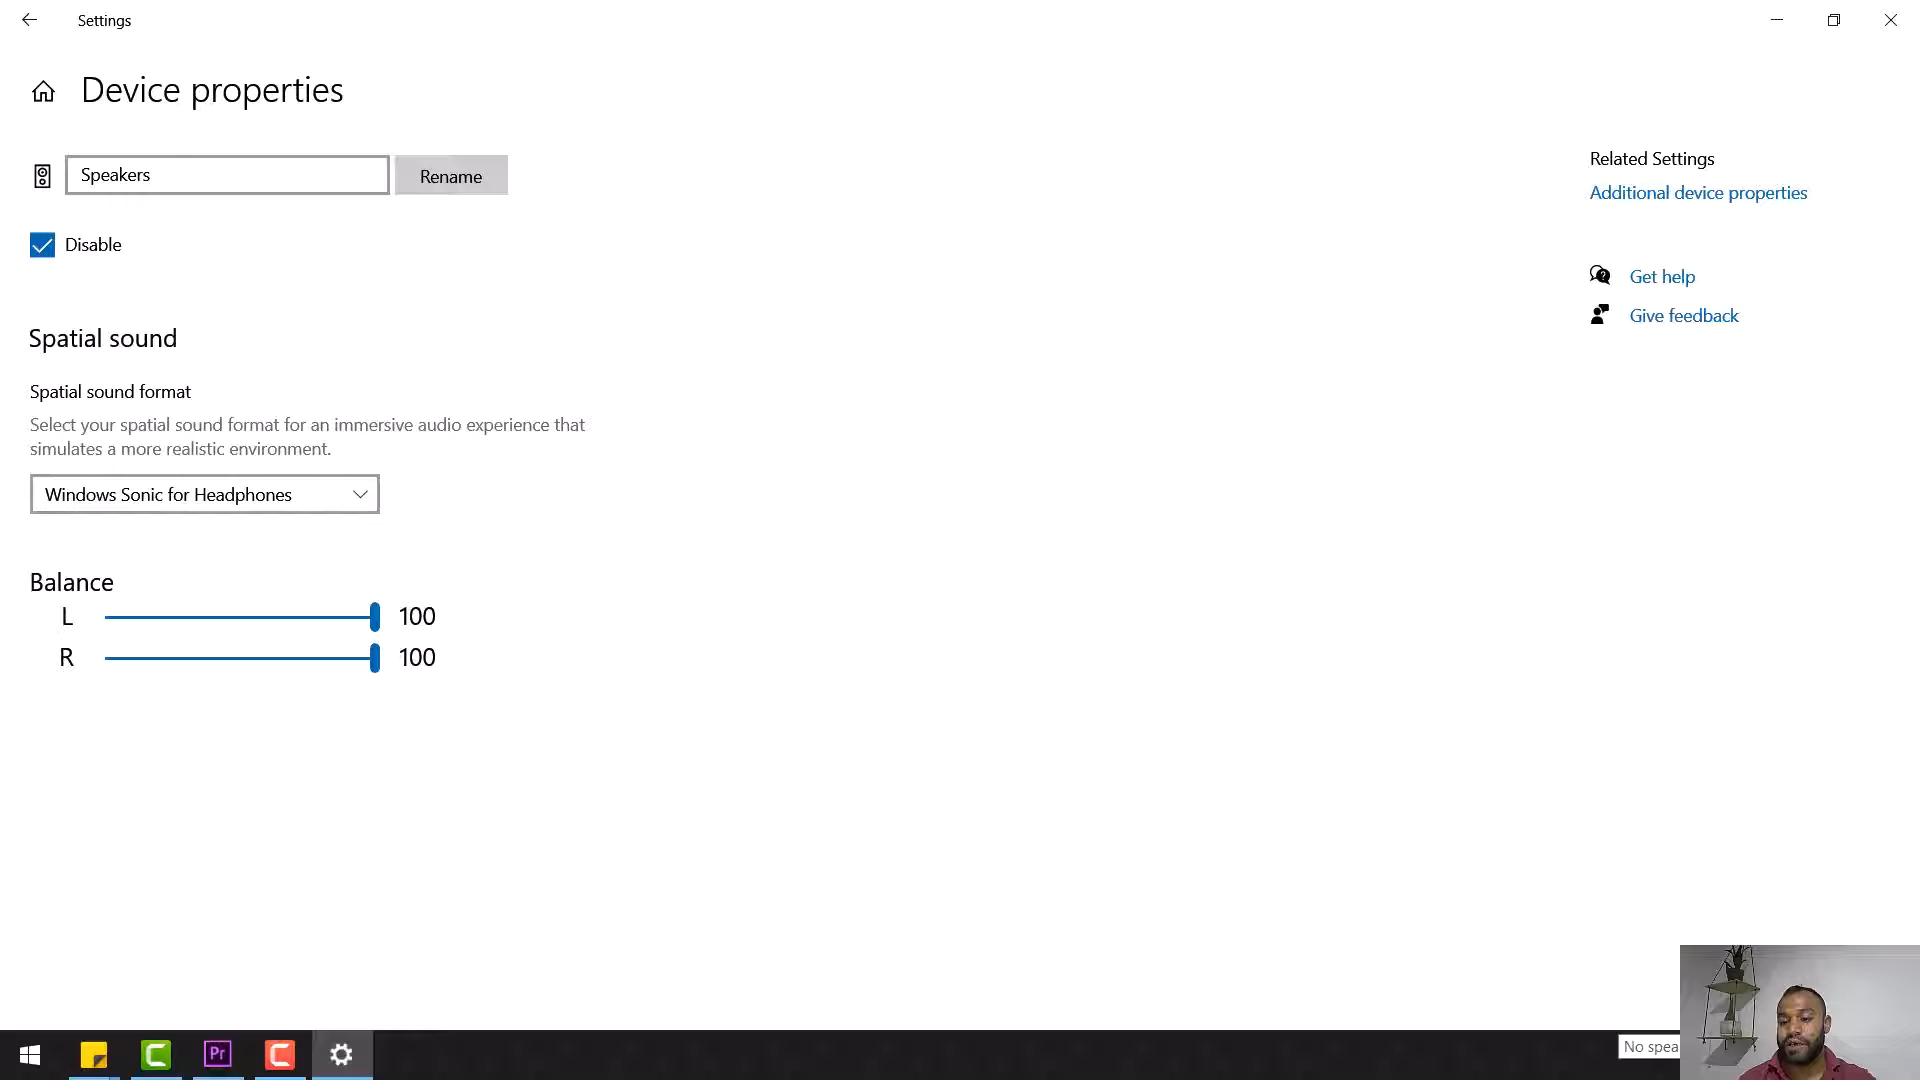 Settings
Device properties
Speakers
Rename
Disable
Spatial sound
Spatial sound format
Select your spatial sound format for an immersive audio experience that
simulates a more realistic environment.
Windows Sonic for Headphones
Balance
L 100
R 100
Related Settings
Additional device properties
Get help
Give feedback
Pr
No